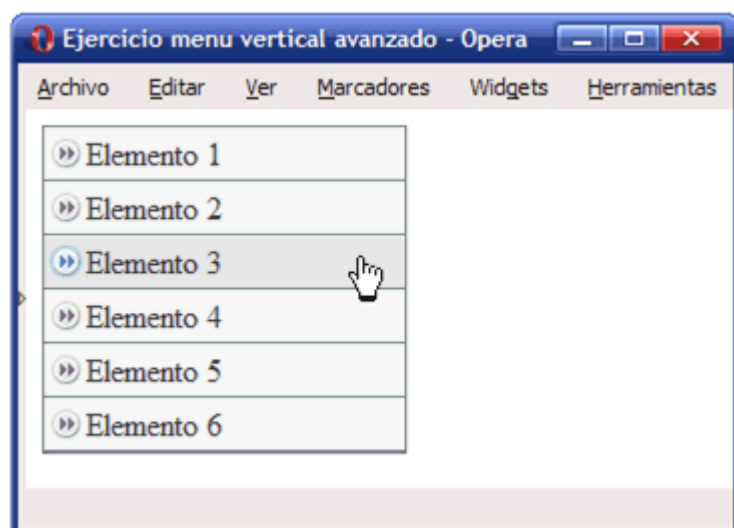 Ejercicio menu vertical avanzado - Opera
Archivo Editar Ver Marcadores Widgets Herramientas
Elemento 1
Elemento 2
Elemento 3
Elemento 4
Elemento 5
Elemento 6